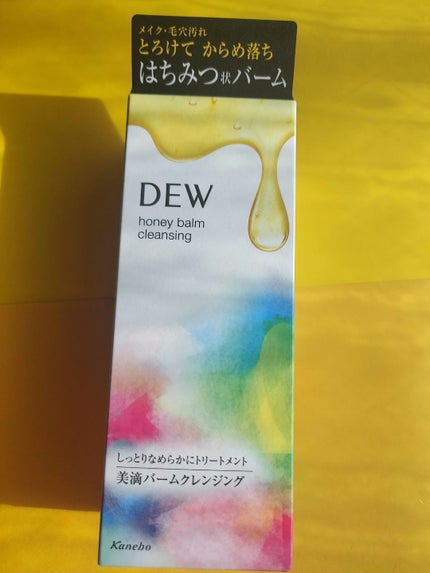 メイク・毛穴汚れ
とろけて からめ落ち
はちみつ状バーム
DEW
honey balm
cleansing
しっとりなめらかにトリートメント
美滴バームクレンジング
Kanebo